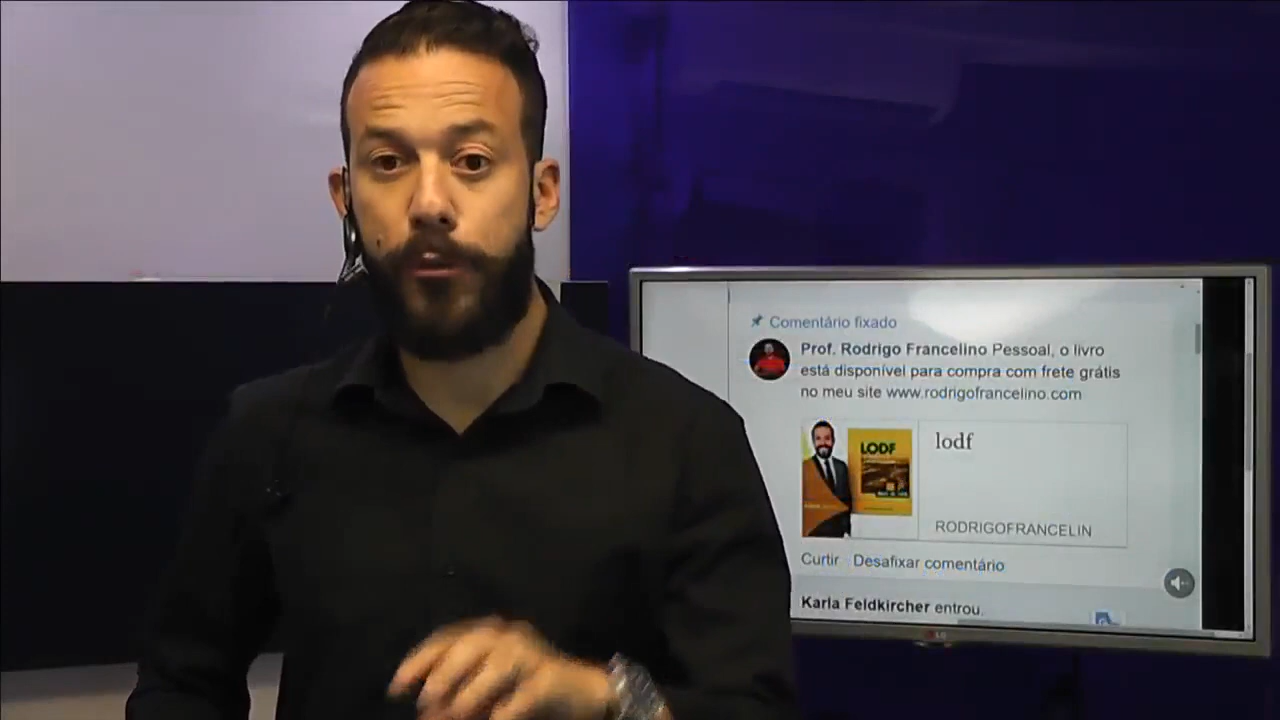 Comentário fixado
Prof. Rodrigo Francelino Pessoal, o livro
está disponível para compra com frete grátis
no meu site www.rodrigofrancelino.com
LODF
lodf
RODRIGOFRANCELIN
Curtir · Desafixar comentário
Karla Feldkircher entrou.
LG